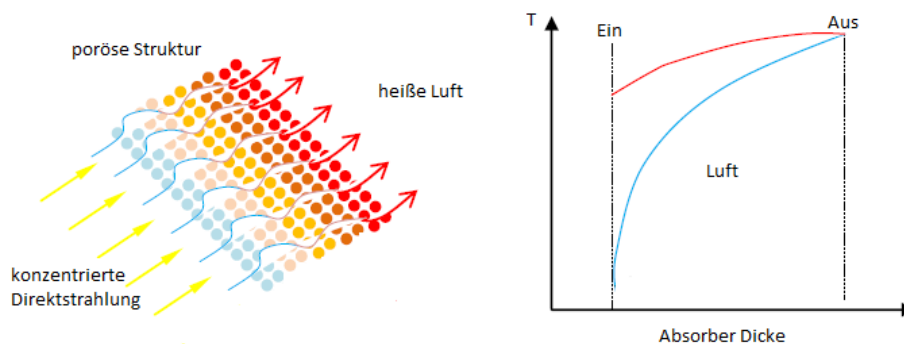 poröse Struktur
heiße Luft
konzentrierte
Direktstrahlung
T
Ein
Aus
Luft
Absorber Dicke